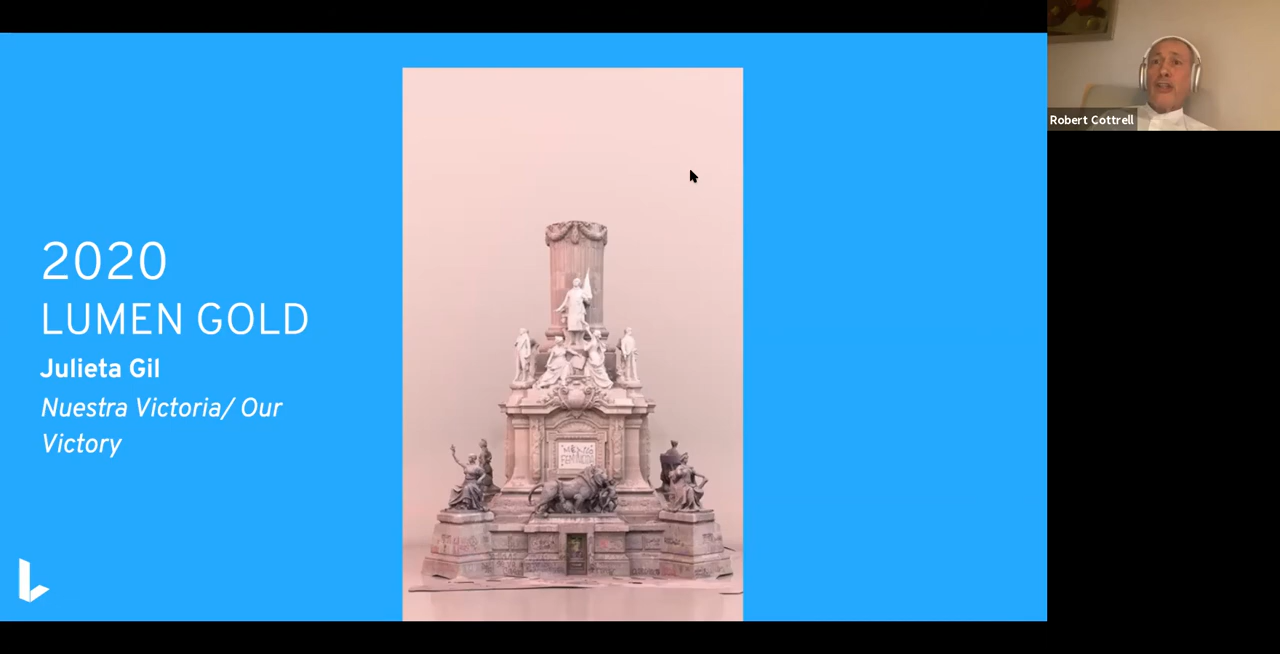 2020
LUMEN GOLD
Julieta Gil
Nuestra Victoria/ Our
Victory
Robert Cottrell